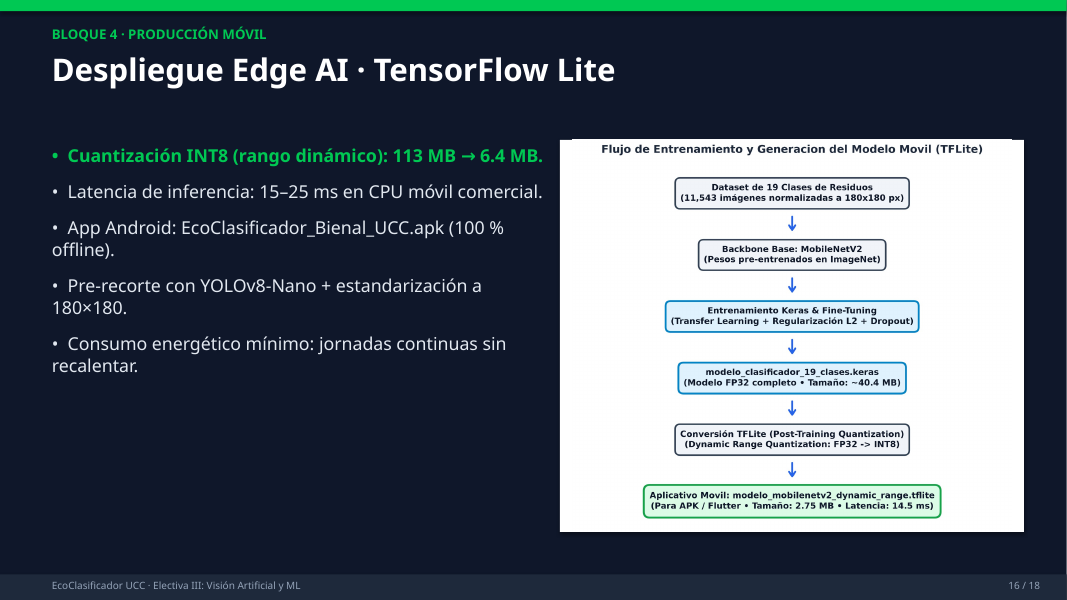 BLOQUE 4 · PRODUCCIÓN MÓVIL
Despliegue Edge AI · TensorFlow Lite
• Cuantización INT8 (rango dinámico): 113 MB → 6.4 MB.
• Latencia de inferencia: 15–25 ms en CPU móvil comercial.
• App Android: EcoClasificador_Bienal_UCC.apk (100 %
offline).
• Pre-recorte con YOLOv8-Nano + estandarización a
180×180.
• Consumo energético mínimo: jornadas continuas sin
recalentar.
Flujo de Entrenamiento y Generacion del Modelo Movil (TFLite)
Dataset de 19 Clases de Residuos
(11,543 imágenes normalizadas a 180x180 px)
Backbone Base: MobileNetV2
(Pesos pre-entrenados en ImageNet)
Entrenamiento Keras & Fine-Tuning
(Transfer Learning + Regularización L2 + Dropout)
modelo_clasificador_19_clases.keras
(Modelo FP32 completo • Tamaño: ~40.4 MB)
Conversión TFLite (Post-Training Quantization)
(Dynamic Range Quantization: FP32 -> INT8)
Aplicativo Movil: modelo_mobilenetv2_dynamic_range.tflite
(Para APK / Flutter • Tamaño: 2.75 MB • Latencia: 14.5 ms)
EcoClasificador UCC · Electiva III: Visión Artificial y ML
16 / 18